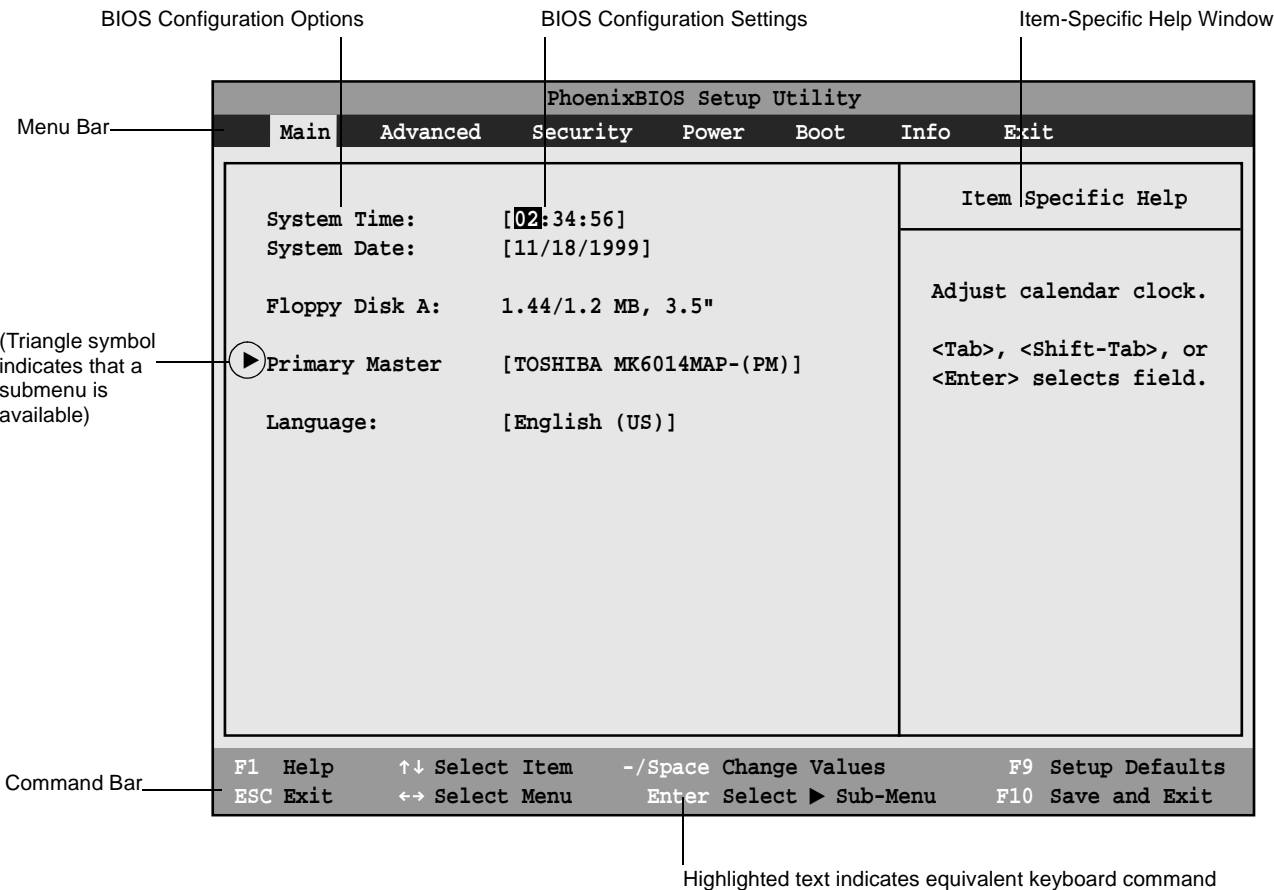 BIOS Configuration Options
BIOS Configuration Settings
Item-Specific Help Window
PhoenixBIOS Setup Utility
Menu Bar
Main Advanced Security Power Boot Info Exit
System Time: [02:34:56]
System Date: [11/18/1999]
Floppy Disk A: 1.44/1.2 MB, 3.5"
▶Primary Master [TOSHIBA MK6014MAP-(PM)]
Language: [English (US)]
Item Specific Help
Adjust calendar clock.
<Tab>, <Shift-Tab>, or
<Enter> selects field.
(Triangle symbol
indicates that a
submenu is
available)
Command Bar
F1 Help ↑↓ Select Item -/Space Change Values F9 Setup Defaults
ESC Exit ←→ Select Menu Enter Select ▶ Sub-Menu F10 Save and Exit
Highlighted text indicates equivalent keyboard command